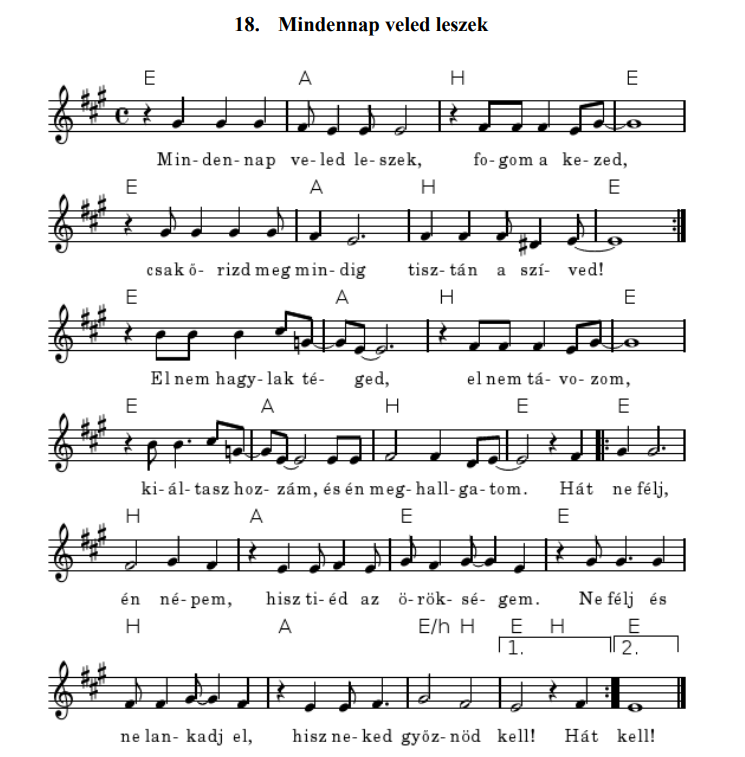 18. Mindennap veled leszek
E A H E
Min-den-nap ve-led le-szek, fo-gom a ke-zed,
E A H E
csak ő-rizd meg min-dig tisz-tán a szí-ved!
E A H E
El nem hagy-lak té-ged, el nem tá-vo-zom,
E A H E E
ki-ál-tasz hoz-zám, és én meg-hall-ga-tom. Hát ne félj,
H A E E
én né-pem, hisz ti-éd az ö-rök-sé-gem. Ne félj és
H A E/h H E H E
1. 2.
ne lan-kadj el, hisz ne-ked győz-nöd kell! Hát kell!